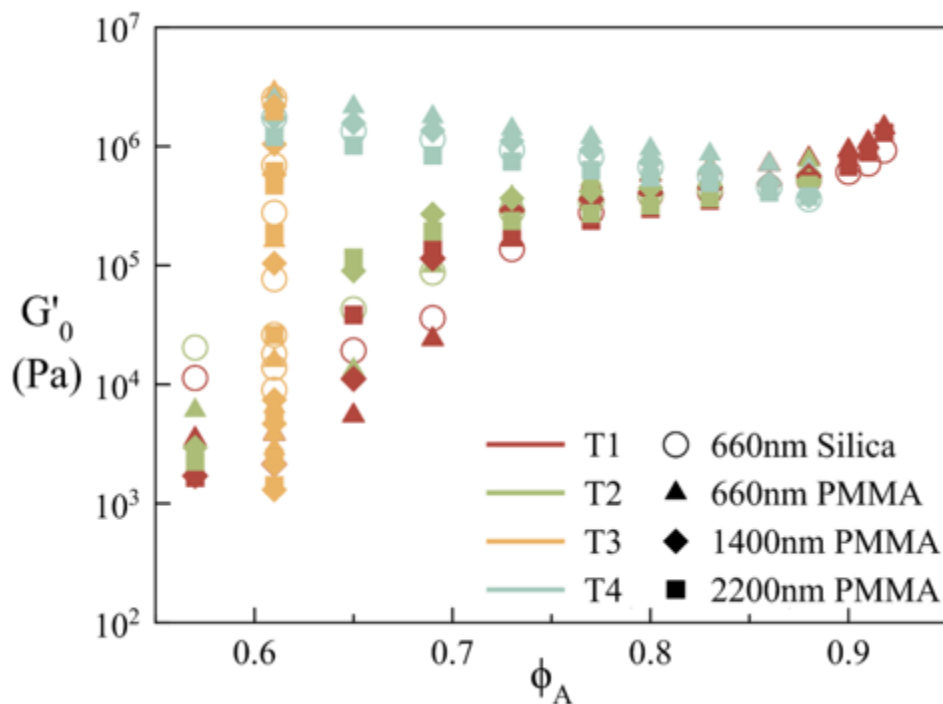 10^7
10^6
10^5
10^4
10^3
10^2
G'_0
(Pa)
T1 660nm Silica
T2 660nm PMMA
T3 1400nm PMMA
T4 2200nm PMMA
0.6 0.7 0.8 0.9
ϕ_A